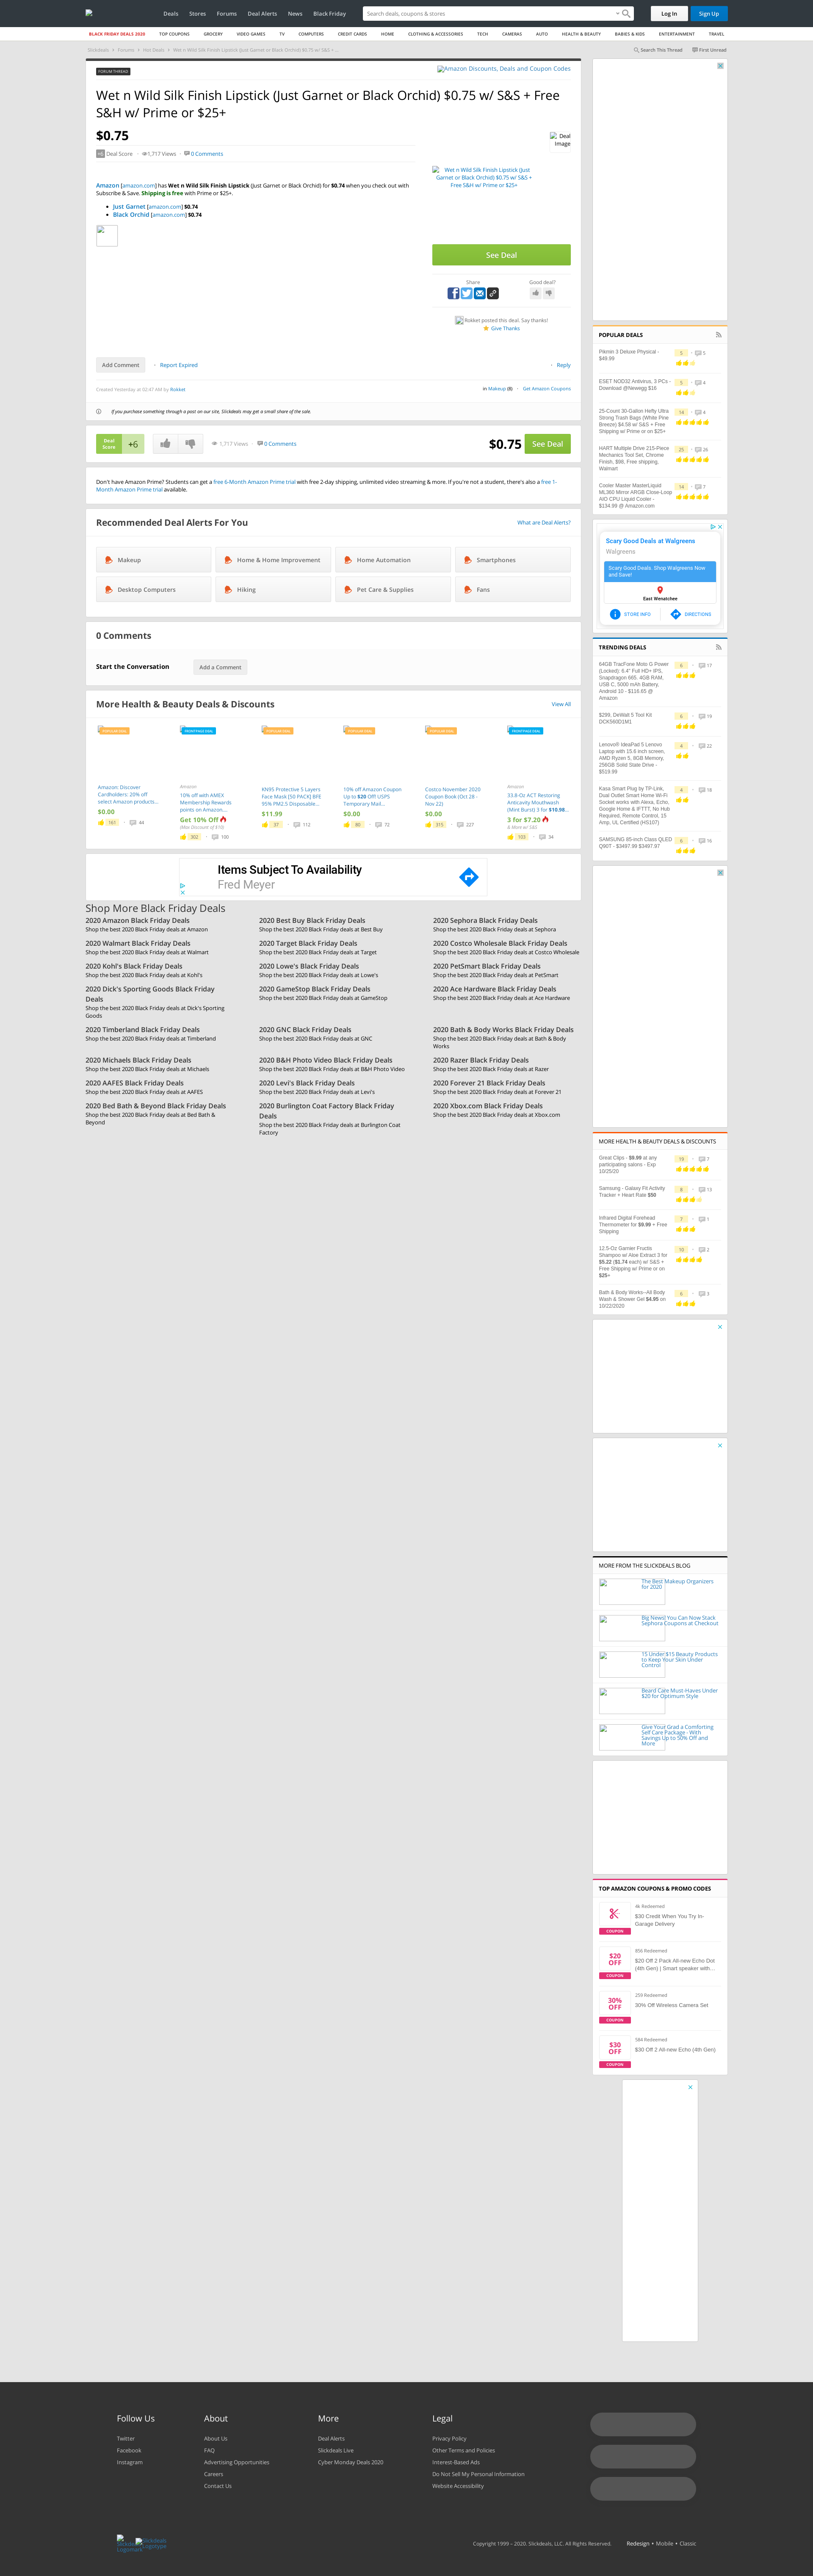 Deals Stores Forums Deal Alerts News Black Friday
Search deals, coupons & stores
Log In Sign Up
BLACK FRIDAY DEALS 2020 TOP COUPONS GROCERY VIDEO GAMES TV COMPUTERS CREDIT CARDS HOME CLOTHING & ACCESSORIES TECH CAMERAS AUTO HEALTH & BEAUTY BABIES & KIDS ENTERTAINMENT TRAVEL
Slickdeals Forums Hot Deals Wet n Wild Silk Finish Lipstick (Just Garnet or Black Orchid) $0.75 w/ S&S + ...
Search This Thread First Unread
FORUM THREAD
Amazon Discounts, Deals and Coupon Codes
Wet n Wild Silk Finish Lipstick (Just Garnet or Black Orchid) $0.75 w/ S&S + Free
S&H w/ Prime or $25+
$0.75
Deal
Image
+6 Deal Score 1,717 Views 0 Comments
Wet n Wild Silk Finish Lipstick (Just
Garnet or Black Orchid) $0.75 w/ S&S +
Free S&H w/ Prime or $25+
Amazon [amazon.com] has Wet n Wild Silk Finish Lipstick (Just Garnet or Black Orchid) for $0.74 when you check out with
Subscribe & Save. Shipping is free with Prime or $25+.
Just Garnet [amazon.com] $0.74
Black Orchid [amazon.com] $0.74
See Deal
Share Good deal?
Rokket posted this deal. Say thanks!
Give Thanks
Add Comment Report Expired Reply
Created Yesterday at 02:47 AM by Rokket
in Makeup (8) Get Amazon Coupons
If you purchase something through a post on our site, Slickdeals may get a small share of the sale.
Deal
Score
+6
1,717 Views 0 Comments
$0.75 See Deal
Don't have Amazon Prime? Students can get a free 6-Month Amazon Prime trial with free 2-day shipping, unlimited video streaming & more. If you're not a student, there's also a free 1-
Month Amazon Prime trial available.
Recommended Deal Alerts For You
What are Deal Alerts?
Makeup Home & Home Improvement Home Automation Smartphones
Desktop Computers Hiking Pet Care & Supplies Fans
0 Comments
Start the Conversation Add a Comment
More Health & Beauty Deals & Discounts
View All
POPULAR DEAL
Amazon: Discover
Cardholders: 20% off
select Amazon products...
$0.00
161 44
FRONTPAGE DEAL
Amazon
10% off with AMEX
Membership Rewards
points on Amazon....
Get 10% Off
(Max Discount of $10)
302 100
POPULAR DEAL
KN95 Protective 5 Layers
Face Mask [50 PACK] BFE
95% PM2.5 Disposable...
$11.99
37 112
POPULAR DEAL
10% off Amazon Coupon
Up to $20 Off! USPS
Temporary Mail...
$0.00
80 72
POPULAR DEAL
Costco November 2020
Coupon Book (Oct 28 -
Nov 22)
$0.00
315 227
FRONTPAGE DEAL
Amazon
33.8-Oz ACT Restoring
Anticavity Mouthwash
(Mint Burst) 3 for $10.98...
3 for $7.20
& More w/ S&S
103 34
Items Subject To Availability
Fred Meyer
Shop More Black Friday Deals
2020 Amazon Black Friday Deals
Shop the best 2020 Black Friday deals at Amazon
2020 Best Buy Black Friday Deals
Shop the best 2020 Black Friday deals at Best Buy
2020 Sephora Black Friday Deals
Shop the best 2020 Black Friday deals at Sephora
2020 Walmart Black Friday Deals
Shop the best 2020 Black Friday deals at Walmart
2020 Target Black Friday Deals
Shop the best 2020 Black Friday deals at Target
2020 Costco Wholesale Black Friday Deals
Shop the best 2020 Black Friday deals at Costco Wholesale
2020 Kohl's Black Friday Deals
Shop the best 2020 Black Friday deals at Kohl's
2020 Lowe's Black Friday Deals
Shop the best 2020 Black Friday deals at Lowe's
2020 PetSmart Black Friday Deals
Shop the best 2020 Black Friday deals at PetSmart
2020 Dick's Sporting Goods Black Friday
Deals
Shop the best 2020 Black Friday deals at Dick's Sporting
Goods
2020 GameStop Black Friday Deals
Shop the best 2020 Black Friday deals at GameStop
2020 Ace Hardware Black Friday Deals
Shop the best 2020 Black Friday deals at Ace Hardware
2020 Timberland Black Friday Deals
Shop the best 2020 Black Friday deals at Timberland
2020 GNC Black Friday Deals
Shop the best 2020 Black Friday deals at GNC
2020 Bath & Body Works Black Friday Deals
Shop the best 2020 Black Friday deals at Bath & Body
Works
2020 Michaels Black Friday Deals
Shop the best 2020 Black Friday deals at Michaels
2020 B&H Photo Video Black Friday Deals
Shop the best 2020 Black Friday deals at B&H Photo Video
2020 Razer Black Friday Deals
Shop the best 2020 Black Friday deals at Razer
2020 AAFES Black Friday Deals
Shop the best 2020 Black Friday deals at AAFES
2020 Levi's Black Friday Deals
Shop the best 2020 Black Friday deals at Levi's
2020 Forever 21 Black Friday Deals
Shop the best 2020 Black Friday deals at Forever 21
2020 Bed Bath & Beyond Black Friday Deals
Shop the best 2020 Black Friday deals at Bed Bath &
Beyond
2020 Burlington Coat Factory Black Friday
Deals
Shop the best 2020 Black Friday deals at Burlington Coat
Factory
2020 Xbox.com Black Friday Deals
Shop the best 2020 Black Friday deals at Xbox.com
POPULAR DEALS
Pikmin 3 Deluxe Physical -
$49.99
5 5
ESET NOD32 Antivirus, 3 PCs -
Download @Newegg $16
5 4
25-Count 30-Gallon Hefty Ultra
Strong Trash Bags (White Pine
Breeze) $4.58 w/ S&S + Free
Shipping w/ Prime or on $25+
14 4
HART Multiple Drive 215-Piece
Mechanics Tool Set, Chrome
Finish, $98, Free shipping,
Walmart
25 26
Cooler Master MasterLiquid
ML360 Mirror ARGB Close-Loop
AIO CPU Liquid Cooler -
$134.99 @ Amazon.com
14 7
Scary Good Deals at Walgreens
Walgreens
Scary Good Deals. Shop Walgreens Now
and Save!
East Wenatchee
STORE INFO DIRECTIONS
TRENDING DEALS
64GB TracFone Moto G Power
(Locked): 6.4" Full HD+ IPS,
Snapdragon 665, 4GB RAM,
USB C, 5000 mAh Battery,
Android 10 - $116.65 @
Amazon
6 17
$299, DeWalt 5 Tool Kit
DCK560D1M1
6 19
Lenovo® IdeaPad 5 Lenovo
Laptop with 15.6 inch screen,
AMD Ryzen 5, 8GB Memory,
256GB Solid State Drive -
$519.99
4 22
Kasa Smart Plug by TP-Link,
Dual Outlet Smart Home Wi-Fi
Socket works with Alexa, Echo,
Google Home & IFTTT, No Hub
Required, Remote Control, 15
Amp, UL Certified (HS107)
4 18
SAMSUNG 85-inch Class QLED
Q90T - $3497.99 $3497.97
6 16
MORE HEALTH & BEAUTY DEALS & DISCOUNTS
Great Clips - $9.99 at any
participating salons - Exp
10/25/20
19 7
Samsung - Galaxy Fit Activity
Tracker + Heart Rate $50
8 13
Infrared Digital Forehead
Thermometer for $9.99 + Free
Shipping
7 1
12.5-Oz Garnier Fructis
Shampoo w/ Aloe Extract 3 for
$5.22 ($1.74 each) w/ S&S +
Free Shipping w/ Prime or on
$25+
10 2
Bath & Body Works--All Body
Wash & Shower Gel $4.95 on
10/22/2020
6 3
MORE FROM THE SLICKDEALS BLOG
The Best Makeup Organizers
for 2020
Big News! You Can Now Stack
Sephora Coupons at Checkout
15 Under $15 Beauty Products
to Keep Your Skin Under
Control
Beard Care Must-Haves Under
$20 for Optimum Style
Give Your Grad a Comforting
Self Care Package - With
Savings Up to 50% Off and
More
TOP AMAZON COUPONS & PROMO CODES
COUPON
4k Redeemed
$30 Credit When You Try In-
Garage Delivery
$20
OFF
COUPON
856 Redeemed
$20 Off 2 Pack All-new Echo Dot
(4th Gen) | Smart speaker with...
30%
OFF
COUPON
259 Redeemed
30% Off Wireless Camera Set
$30
OFF
COUPON
584 Redeemed
$30 Off 2 All-new Echo (4th Gen)
Follow Us
Twitter
Facebook
Instagram
About
About Us
FAQ
Advertising Opportunities
Careers
Contact Us
More
Deal Alerts
Slickdeals Live
Cyber Monday Deals 2020
Legal
Privacy Policy
Other Terms and Policies
Interest-Based Ads
Do Not Sell My Personal Information
Website Accessibility
Slickdeals
Logomark
Slickdeals
Logotype
Copyright 1999 - 2020. Slickdeals, LLC. All Rights Reserved. Redesign • Mobile • Classic